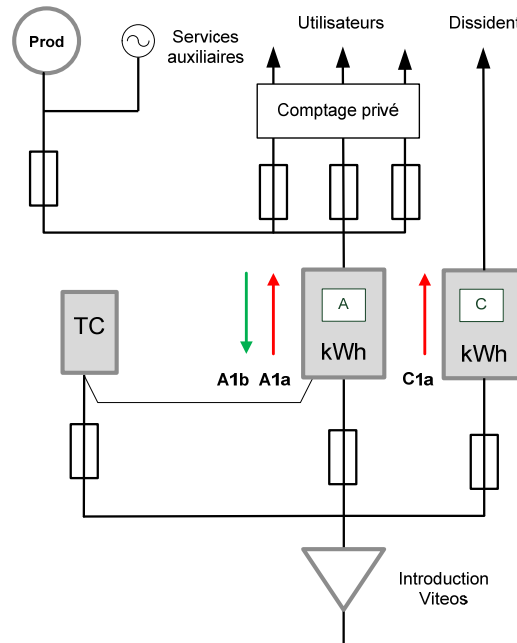 Prod
Services
auxiliaires
Utilisateurs
Dissident
Comptage privé
TC
A
kWh
C
kWh
A1b
A1a
C1a
Introduction
Viteos